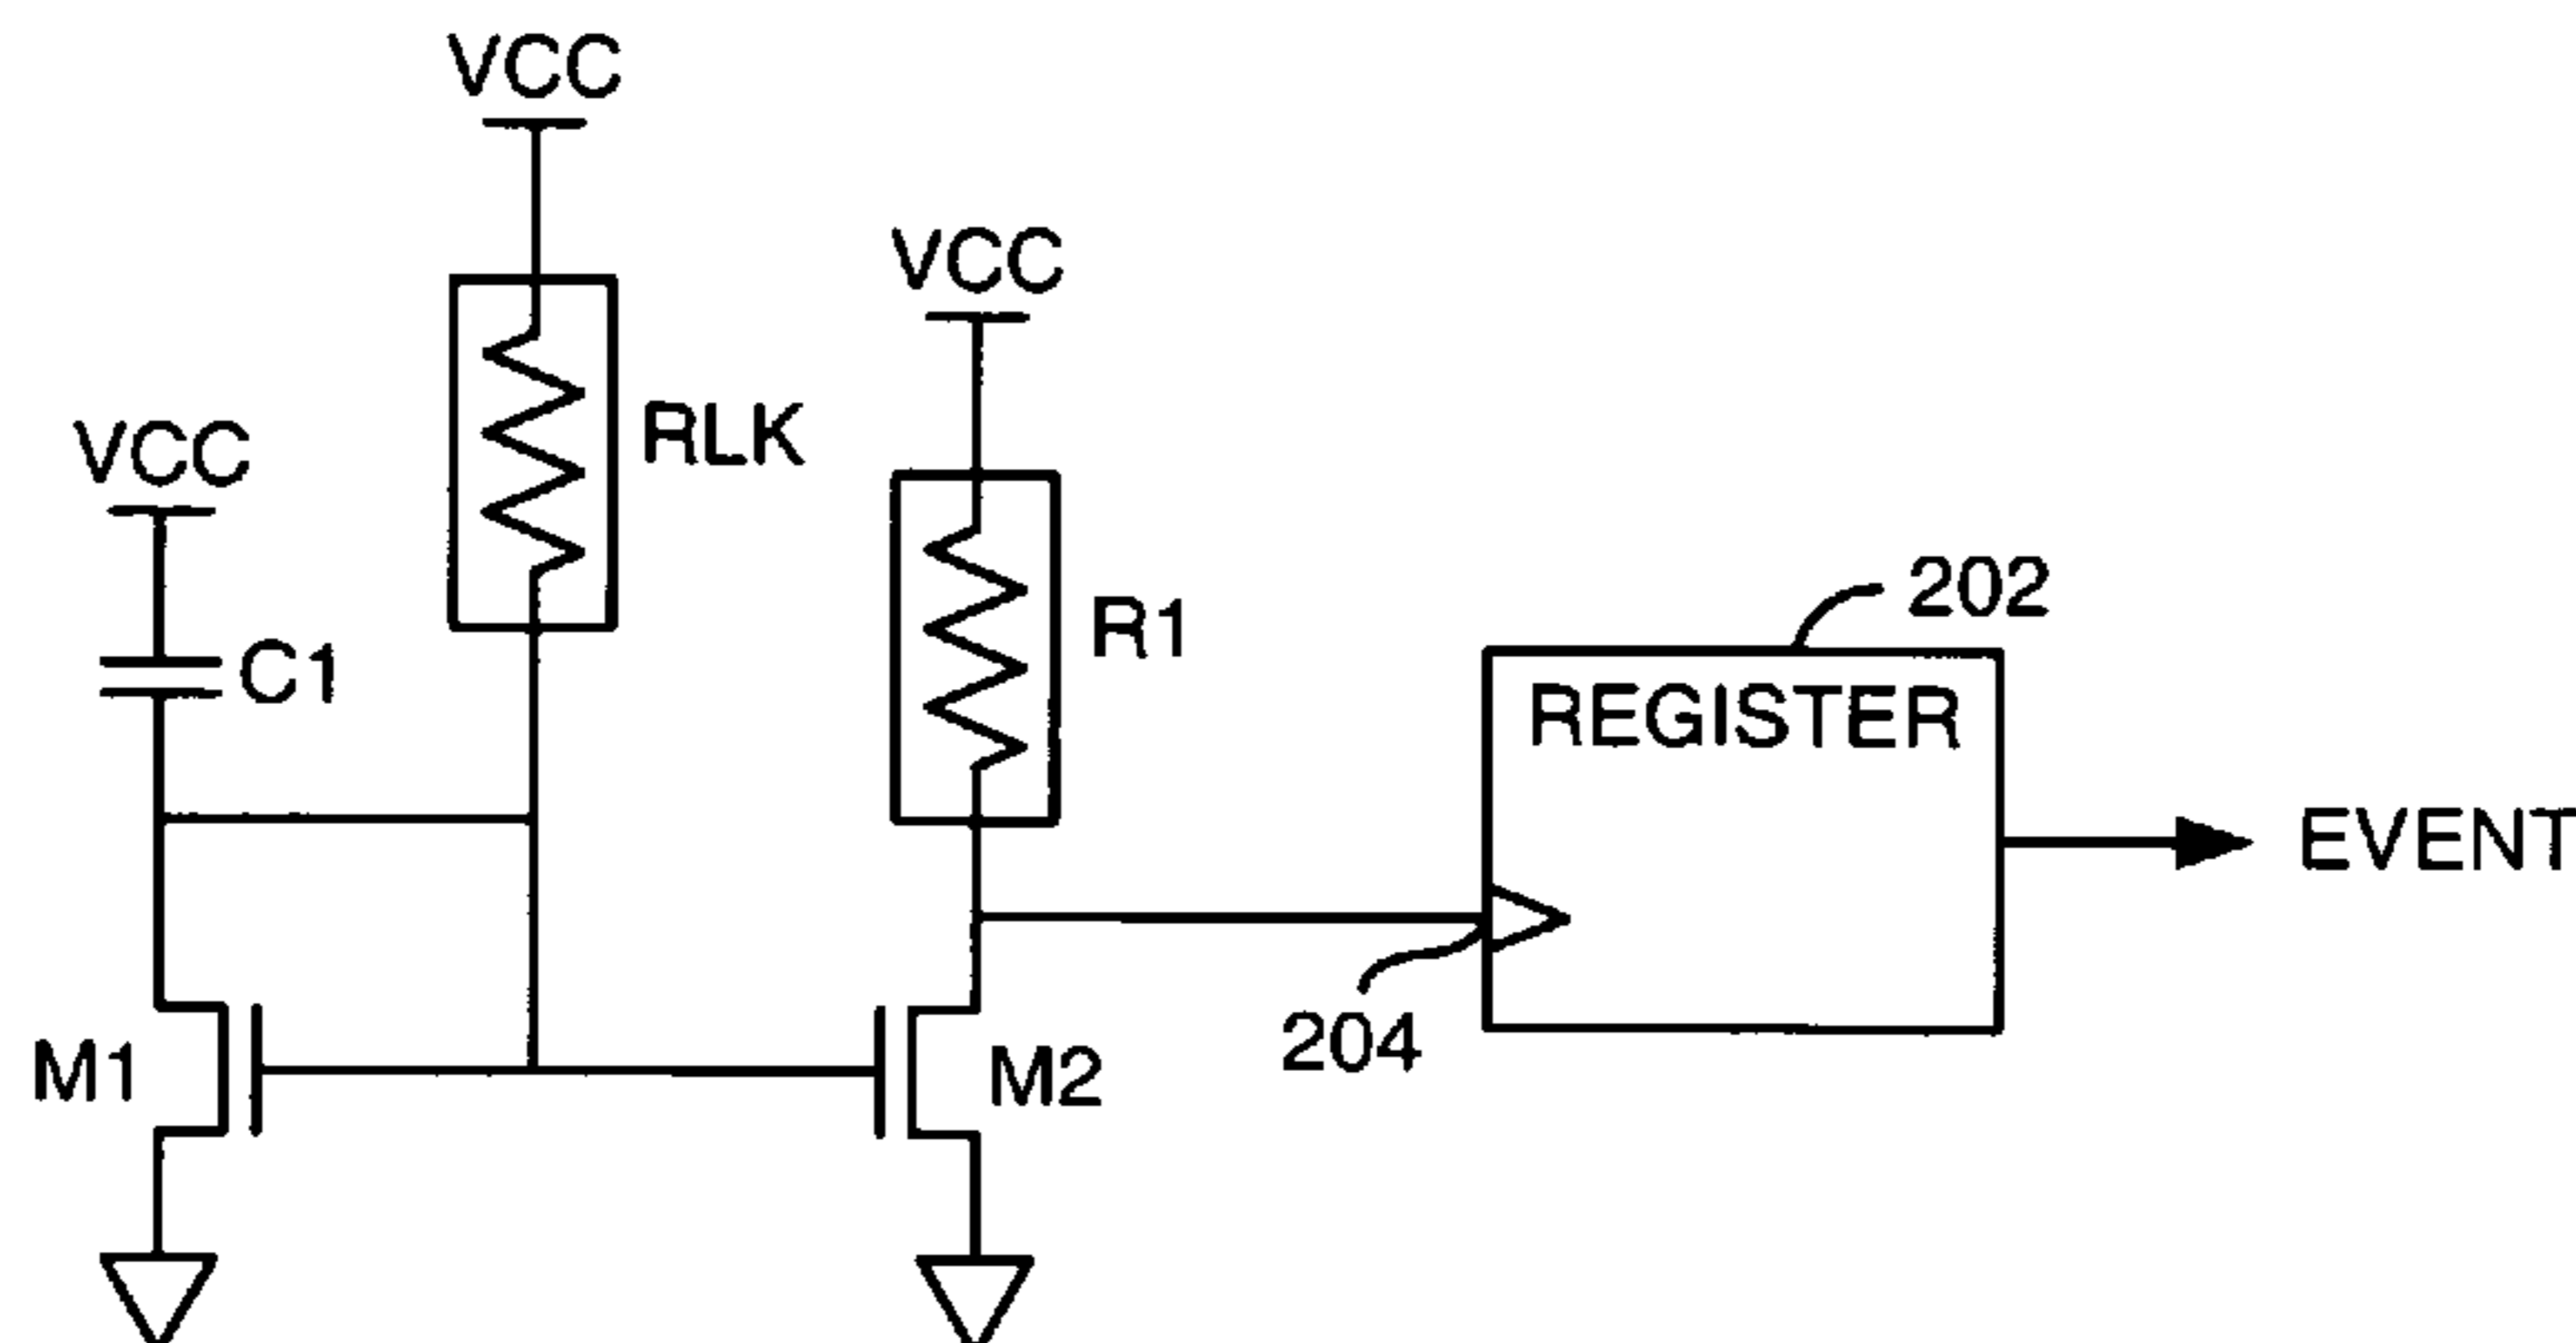 VCC
VCC
RLK
VCC
C1
R1
202
REGISTER
EVENT
204
M1
M2